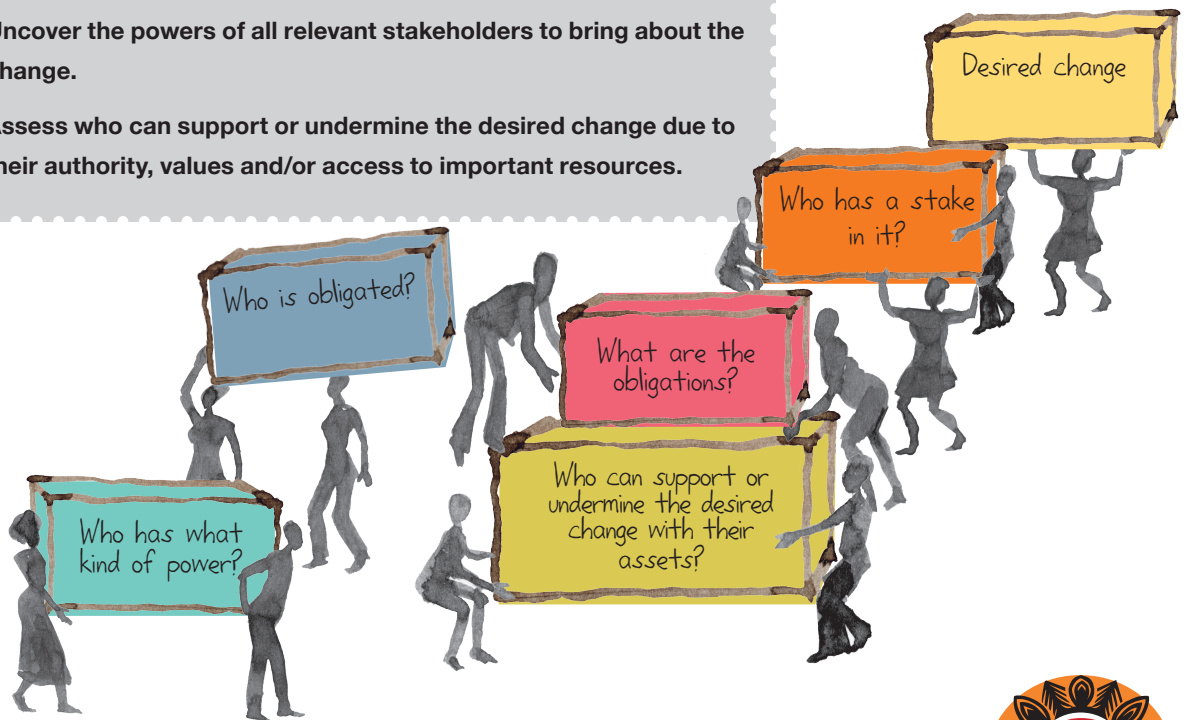 Uncover the powers of all relevant stakeholders to bring about the
hange.
ssess who can support or undermine the desired change due to
heir authority, values and/or access to important resources.
Desired change
Who has a stake
in it?
Who is obligated?
What are the
obligations?
Who can support or
undermine the desired
change with their
assets?
Who has what
kind of power?